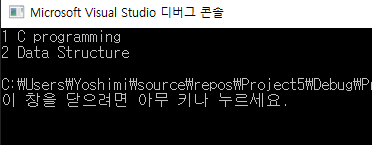 Microsoft Visual Studio 디버그 콘솔
1 C programming
2 Data Structure
C:₩Users₩Yoshimi₩source₩repos₩Project5₩Debug₩Pr
이 창을 닫으려면 아무 키나 누르세요.